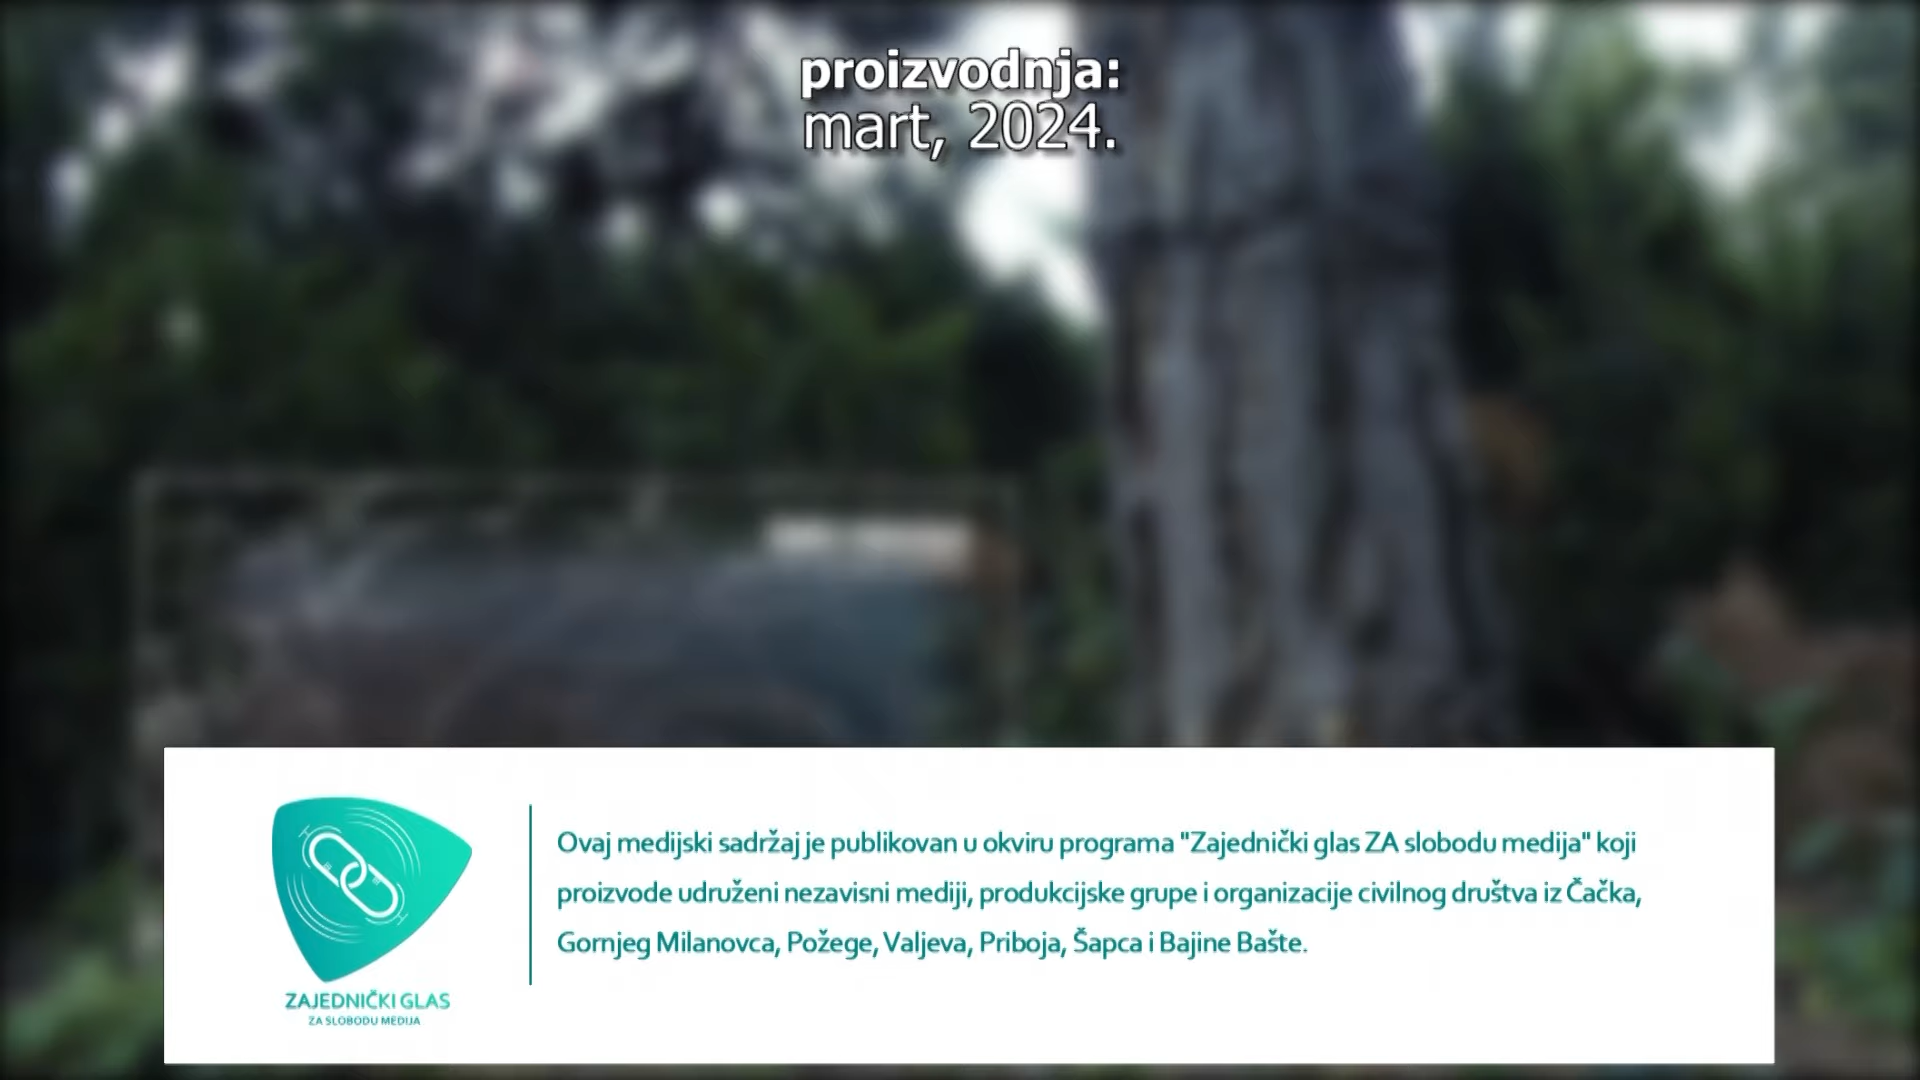 proizvodnja:
mart, 2024.
Ovaj medijski sadržaj je publikovan u okviru programa "Zajednički glas ZA slobodu medija" koji
proizvode udruženi nezavisni mediji, produkcijske grupe i organizacije civilnog društva iz Čačka,
Gornjeg Milanovca, Požege, Valjeva, Priboja, Šapca i Bajine Bašte.
ZAJEDNIČKI GLAS
ZA SLOBODU MEDIJA